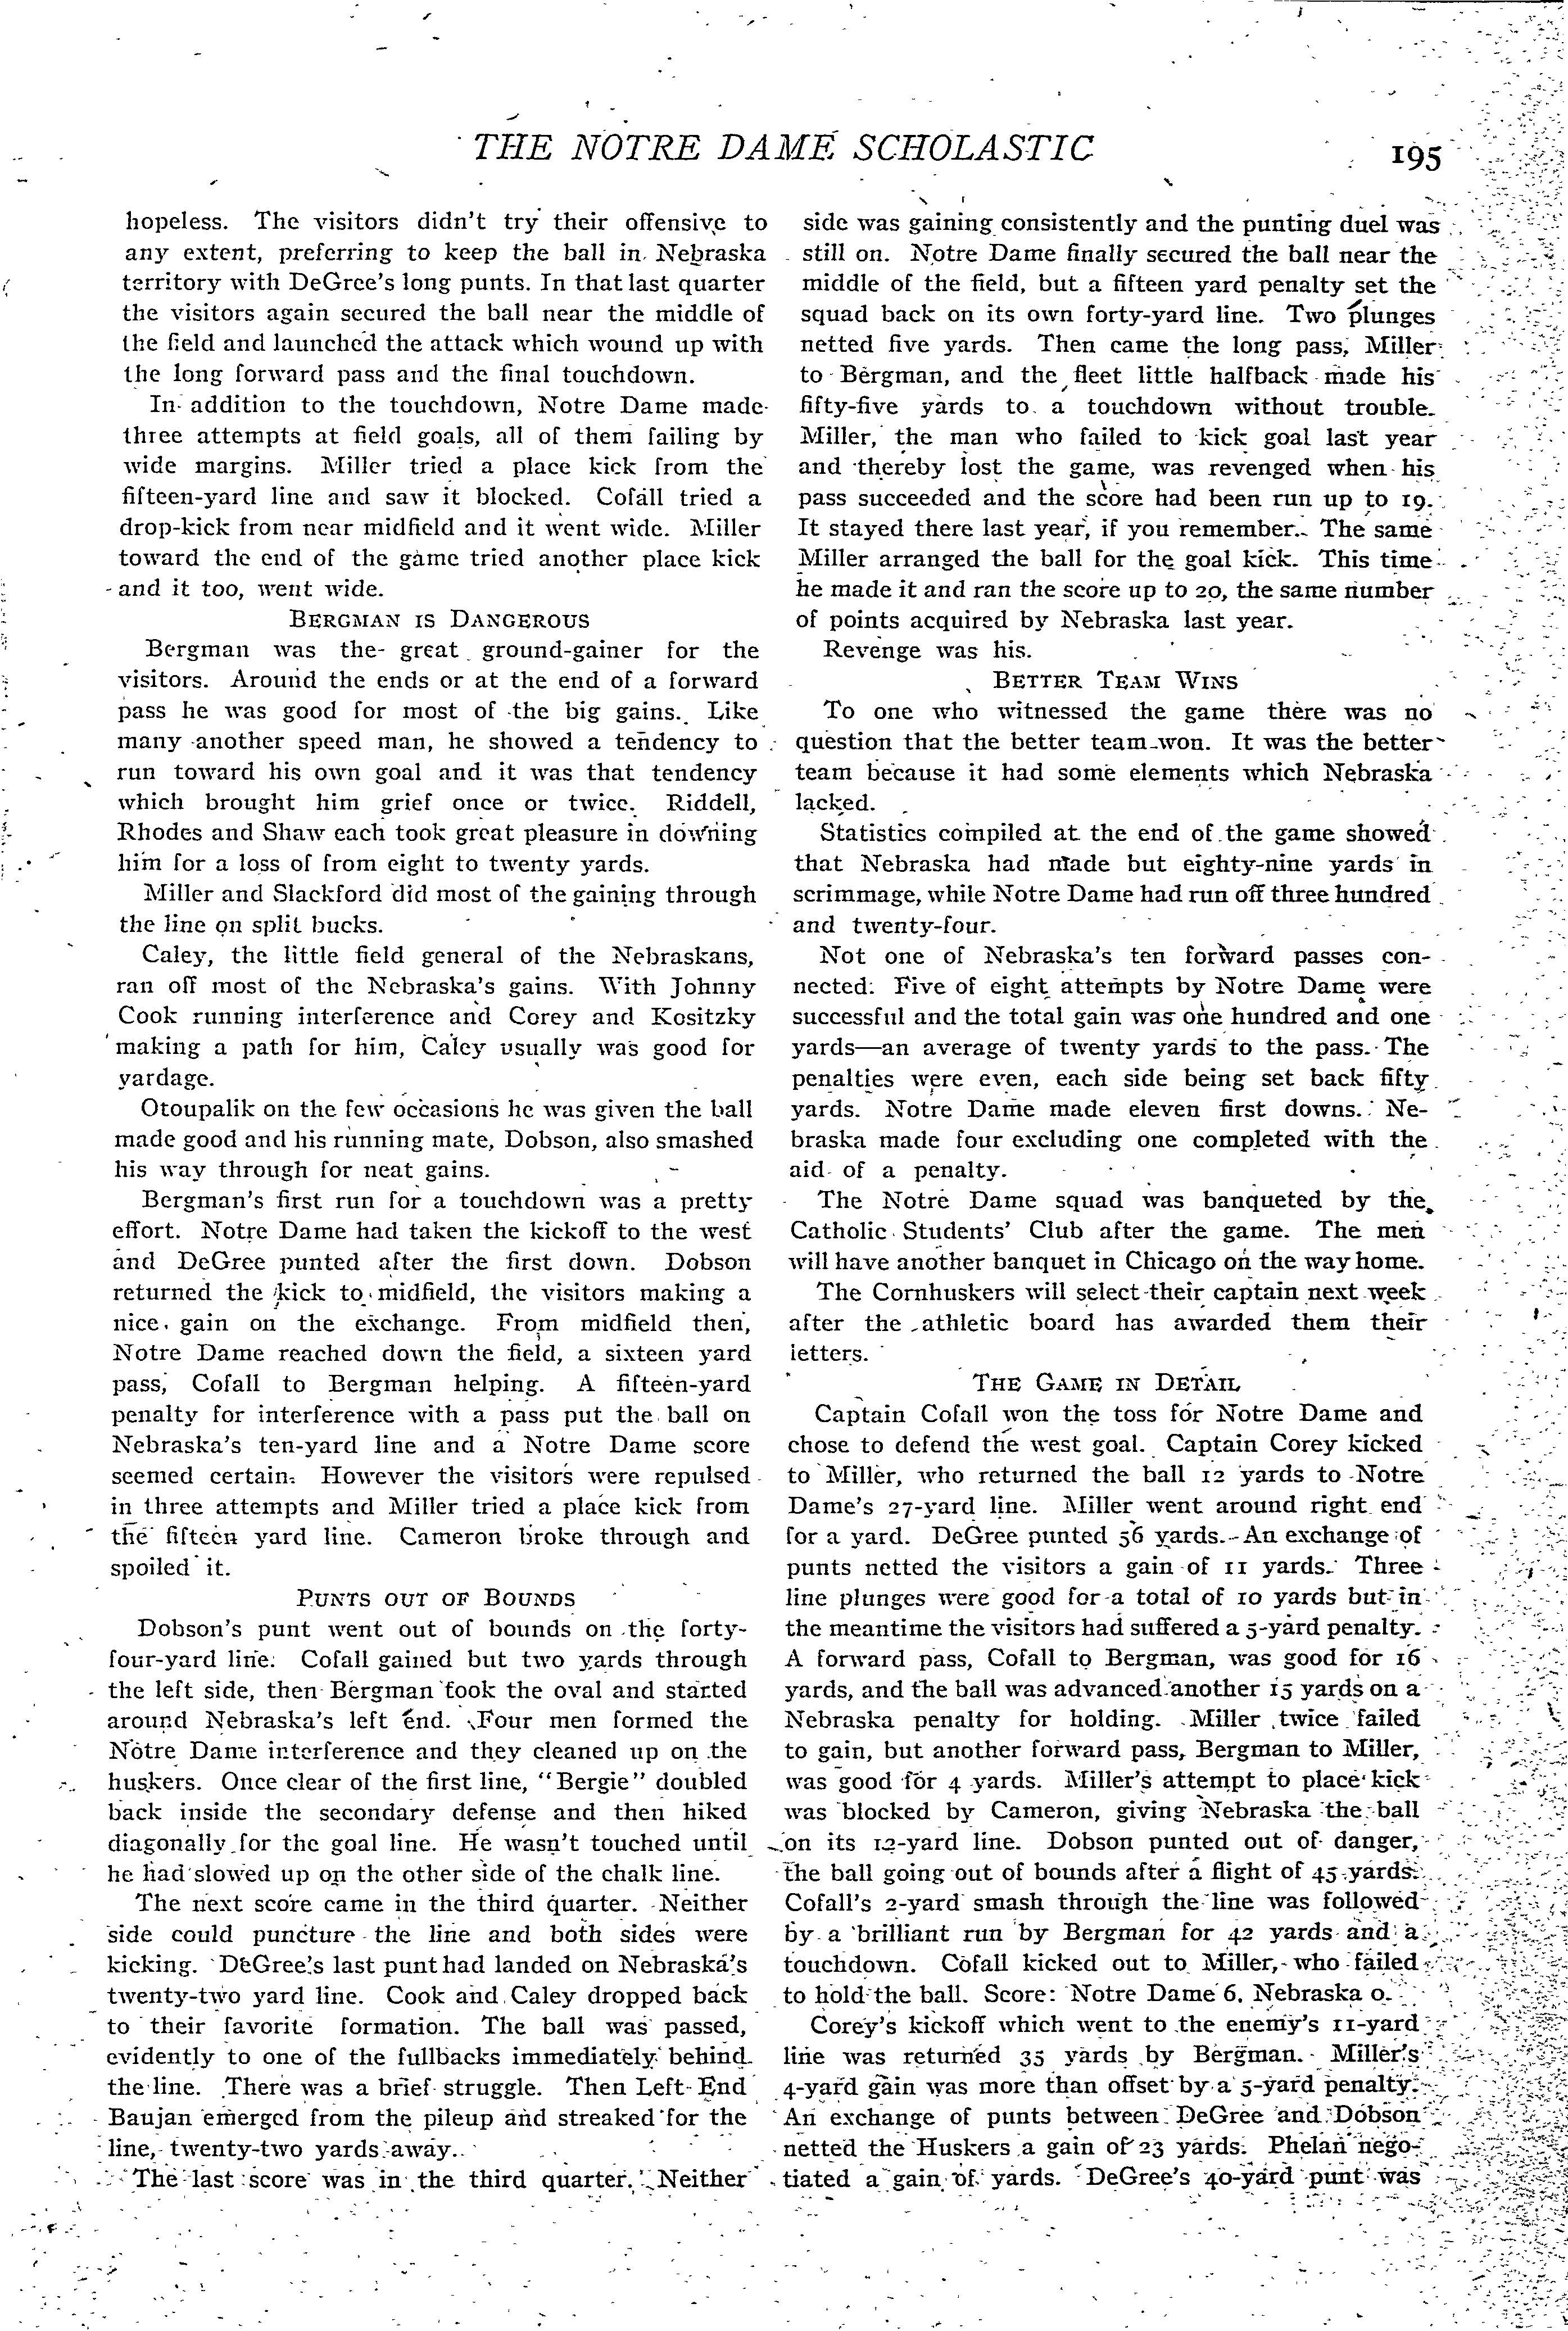 THE NOTRE DAME SCHOLASTIC 195
hopeless. The visitors didn't try their offensive to
any extent, preferring to keep the ball in Nebraska
territory with DeGree's long punts. In that last quarter
the visitors again secured the ball near the middle of
the field and launched the attack which wound up with
the long forward pass and the final touchdown.
In addition to the touchdown, Notre Dame made
three attempts at field goals, all of them failing by
wide margins. Miller tried a place kick from the
fifteen-yard line and saw it blocked. Cofall tried a
drop-kick from near midfield and it went wide. Miller
toward the end of the game tried another place kick
and it too, went wide.
BERGMAN IS DANGEROUS
Bergman was the great ground-gainer for the
visitors. Around the ends or at the end of a forward
pass he was good for most of the big gains. Like
many another speed man, he showed a tendency to
run toward his own goal and it was that tendency
which brought him grief once or twice. Riddell,
Rhodes and Shaw each took great pleasure in downing
him for a loss of from eight to twenty yards.
Miller and Slackford did most of the gaining through
the line on split bucks.
Caley, the little field general of the Nebraskans,
ran off most of the Nebraska's gains. With Johnny
Cook running interference and Corey and Kositzky
making a path for him, Caley usually was good for
yardage.
Otoupalik on the few occasions he was given the ball
made good and his running mate, Dobson, also smashed
his way through for neat gains.
Bergman's first run for a touchdown was a pretty
effort. Notre Dame had taken the kickoff to the west
and DeGree punted after the first down. Dobson
returned the kick to midfield, the visitors making a
nice gain on the exchange. From midfield then,
Notre Dame reached down the field, a sixteen yard
pass, Cofall to Bergman helping. A fifteen-yard
penalty for interference with a pass put the ball on
Nebraska's ten-yard line and a Notre Dame score
seemed certain. However the visitors were repulsed
in three attempts and Miller tried a place kick from
the fifteen yard line. Cameron broke through and
spoiled it.
PUNTS OUT OF BOUNDS
Dobson's punt went out of bounds on the forty-
four-yard line. Cofall gained but two yards through
the left side, then Bergman took the oval and started
around Nebraska's left end. Four men formed the
Notre Dame interference and they cleaned up on the
huskers. Once clear of the first line, "Bergie" doubled
back inside the secondary defense and then hiked
diagonally for the goal line. He wasn't touched until
he had slowed up on the other side of the chalk line.
The next score came in the third quarter. Neither
side could puncture the line and both sides were
kicking. DeGree's last punt had landed on Nebraska's
twenty-two yard line. Cook and Caley dropped back
to their favorite formation. The ball was passed,
evidently to one of the fullbacks immediately behind
the line. There was a brief struggle. Then Left End
Baujan emerged from the pileup and streaked for the
line, twenty-two yards away.
The last score was in the third quarter. Neither
side was gaining consistently and the punting duel was
still on. Notre Dame finally secured the ball near the
middle of the field, but a fifteen yard penalty set the
squad back on its own forty-yard line. Two plunges
netted five yards. Then came the long pass, Miller
to Bergman, and the fleet little halfback made his
fifty-five yards to a touchdown without trouble.
Miller, the man who failed to kick goal last year
and thereby lost the game, was revenged when his
pass succeeded and the score had been run up to 19.
It stayed there last year, if you remember. The same
Miller arranged the ball for the goal kick. This time
he made it and ran the score up to 20, the same number
of points acquired by Nebraska last year.
Revenge was his.
BETTER TEAM WINS
To one who witnessed the game there was no
question that the better team won. It was the better
team because it had some elements which Nebraska
lacked.
Statistics compiled at the end of the game showed
that Nebraska had made but eighty-nine yards in
scrimmage, while Notre Dame had run off three hundred
and twenty-four.
Not one of Nebraska's ten forward passes con-
nected. Five of eight attempts by Notre Dame were
successful and the total gain was one hundred and one
yards—an average of twenty yards to the pass. The
penalties were even, each side being set back fifty
yards. Notre Dame made eleven first downs. Ne-
braska made four excluding one completed with the
aid of a penalty.
The Notre Dame squad was banqueted by the
Catholic Students' Club after the game. The men
will have another banquet in Chicago on the way home.
The Cornhuskers will select their captain next week
after the athletic board has awarded them their
letters.
THE GAME IN DETAIL
Captain Cofall won the toss for Notre Dame and
chose to defend the west goal. Captain Corey kicked
to Miller, who returned the ball 12 yards to Notre
Dame's 27-yard line. Miller went around right end
for a yard. DeGree punted 56 yards. An exchange of
punts netted the visitors a gain of 11 yards. Three
line plunges were good for a total of 10 yards but in
the meantime the visitors had suffered a 5-yard penalty.
A forward pass, Cofall to Bergman, was good for 16
yards, and the ball was advanced another 15 yards on a
Nebraska penalty for holding. Miller twice failed
to gain, but another forward pass, Bergman to Miller,
was good for 4 yards. Miller's attempt to place kick
was blocked by Cameron, giving Nebraska the ball
on its 12-yard line. Dobson punted out of danger,
the ball going out of bounds after a flight of 45 yards.
Cofall's 2-yard smash through the line was followed
by a brilliant run by Bergman for 42 yards and a
touchdown. Cofall kicked out to Miller, who failed
to hold the ball. Score: Notre Dame 6, Nebraska 0.
Corey's kickoff which went to the enemy's 11-yard
line was returned 35 yards by Bergman. Miller's
4-yard gain was more than offset by a 5-yard penalty.
An exchange of punts between DeGree and Dobson
netted the Huskers a gain of 23 yards. Phelan nego-
tiated a gain of yards. DeGree's 40-yard punt was